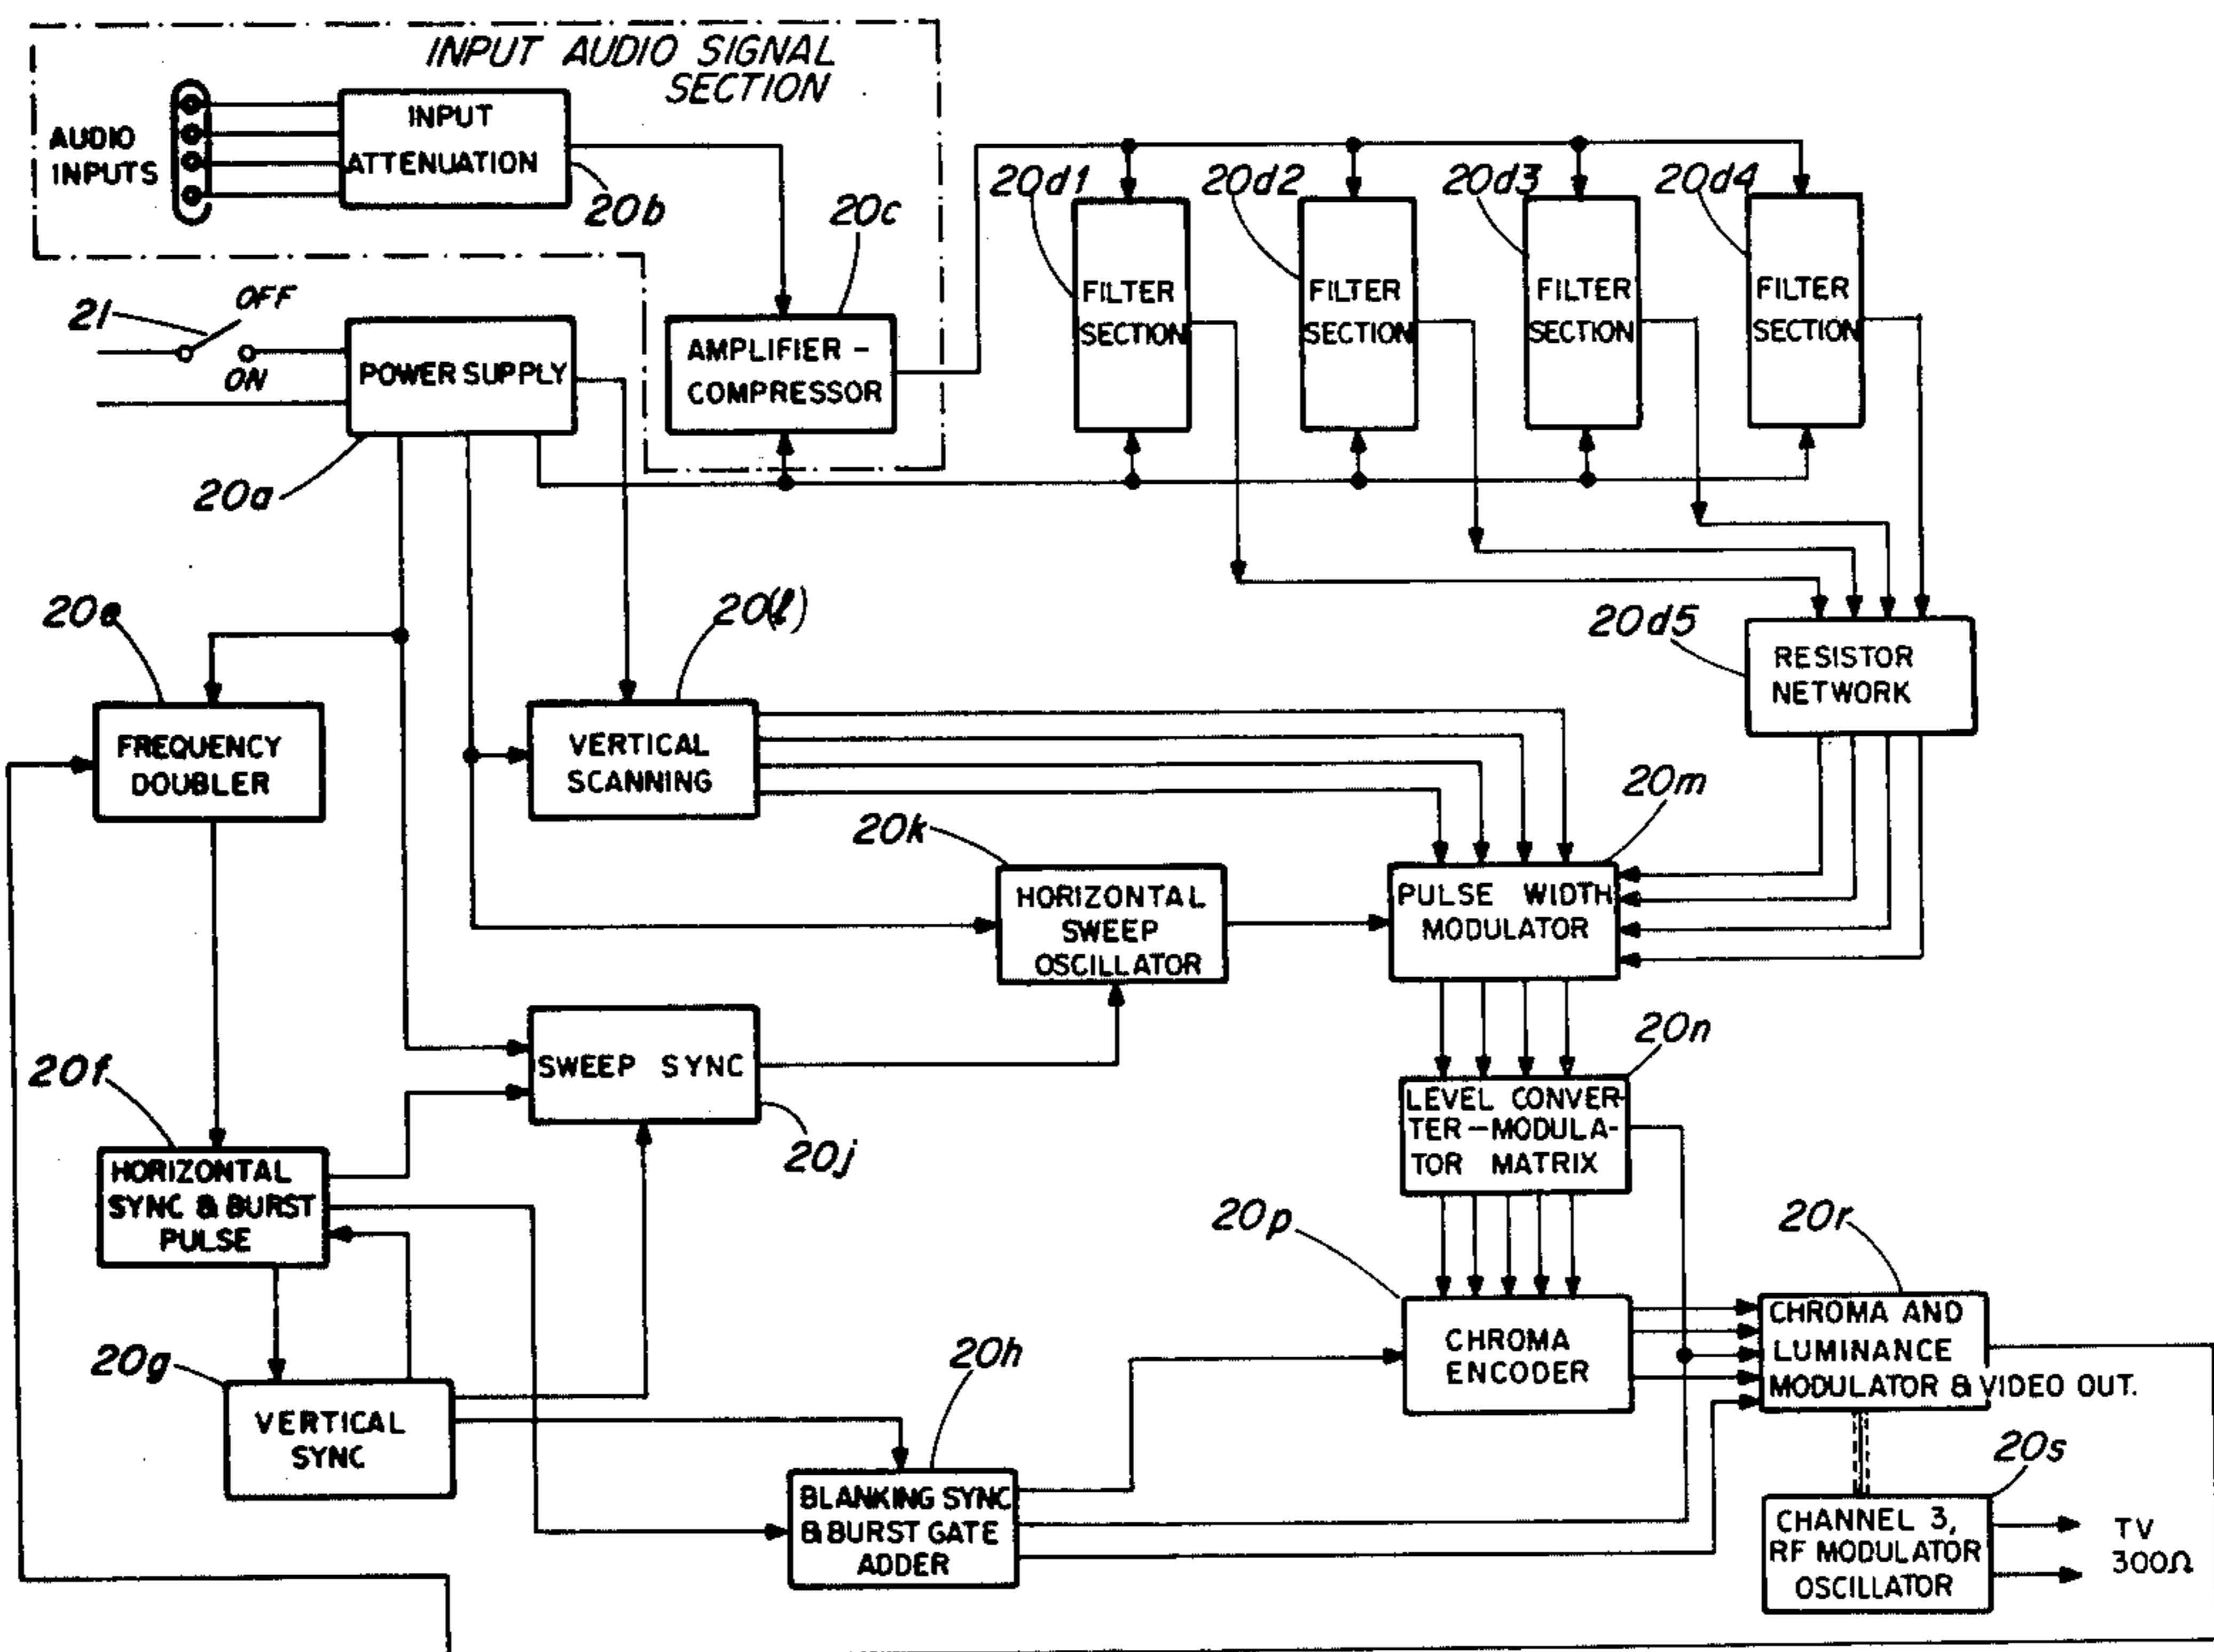 INPUT AUDIO SIGNAL
SECTION
AUDIO
INPUTS
INPUT
ATTENUATION
20b
20c
21
OFF
ON
POWER SUPPLY
20a
AMPLIFIER -
COMPRESSOR
20d1
20d2
20d3
20d4
FILTER
SECTION
FILTER
SECTION
FILTER
SECTION
FILTER
SECTION
20e
20(l)
20d5
RESISTOR
NETWORK
FREQUENCY
DOUBLER
VERTICAL
SCANNING
20k
20m
HORIZONTAL
SWEEP
OSCILLATOR
PULSE WIDTH
MODULATOR
20f
SWEEP SYNC
20j
20n
LEVEL CONVER-
TER-MODULA-
TOR MATRIX
HORIZONTAL
SYNC & BURST
PULSE
20p
20r
20g
VERTICAL
SYNC
20h
CHROMA
ENCODER
CHROMA AND
LUMINANCE
MODULATOR & VIDEO OUT.
BLANKING SYNC
& BURST GATE
ADDER
20s
CHANNEL 3,
RF MODULATOR
OSCILLATOR
TV
300Ω